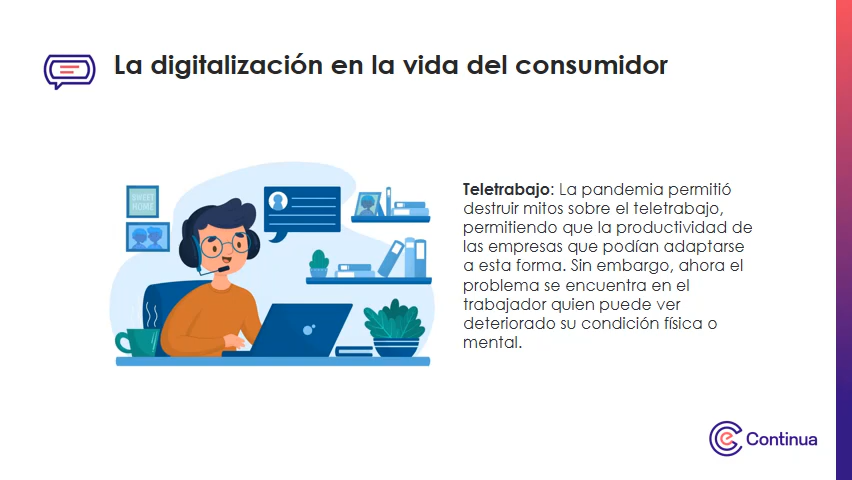 La digitalización en la vida del consumidor
SWEET
HOME
Teletrabajo: La pandemia permitió
destruir mitos sobre el teletrabajo,
permitiendo que la productividad de
las empresas que podían adaptarse
a esta forma. Sin embargo, ahora el
problema se encuentra en el
trabajador quien puede ver
deteriorado su condición física o
mental.
Continua